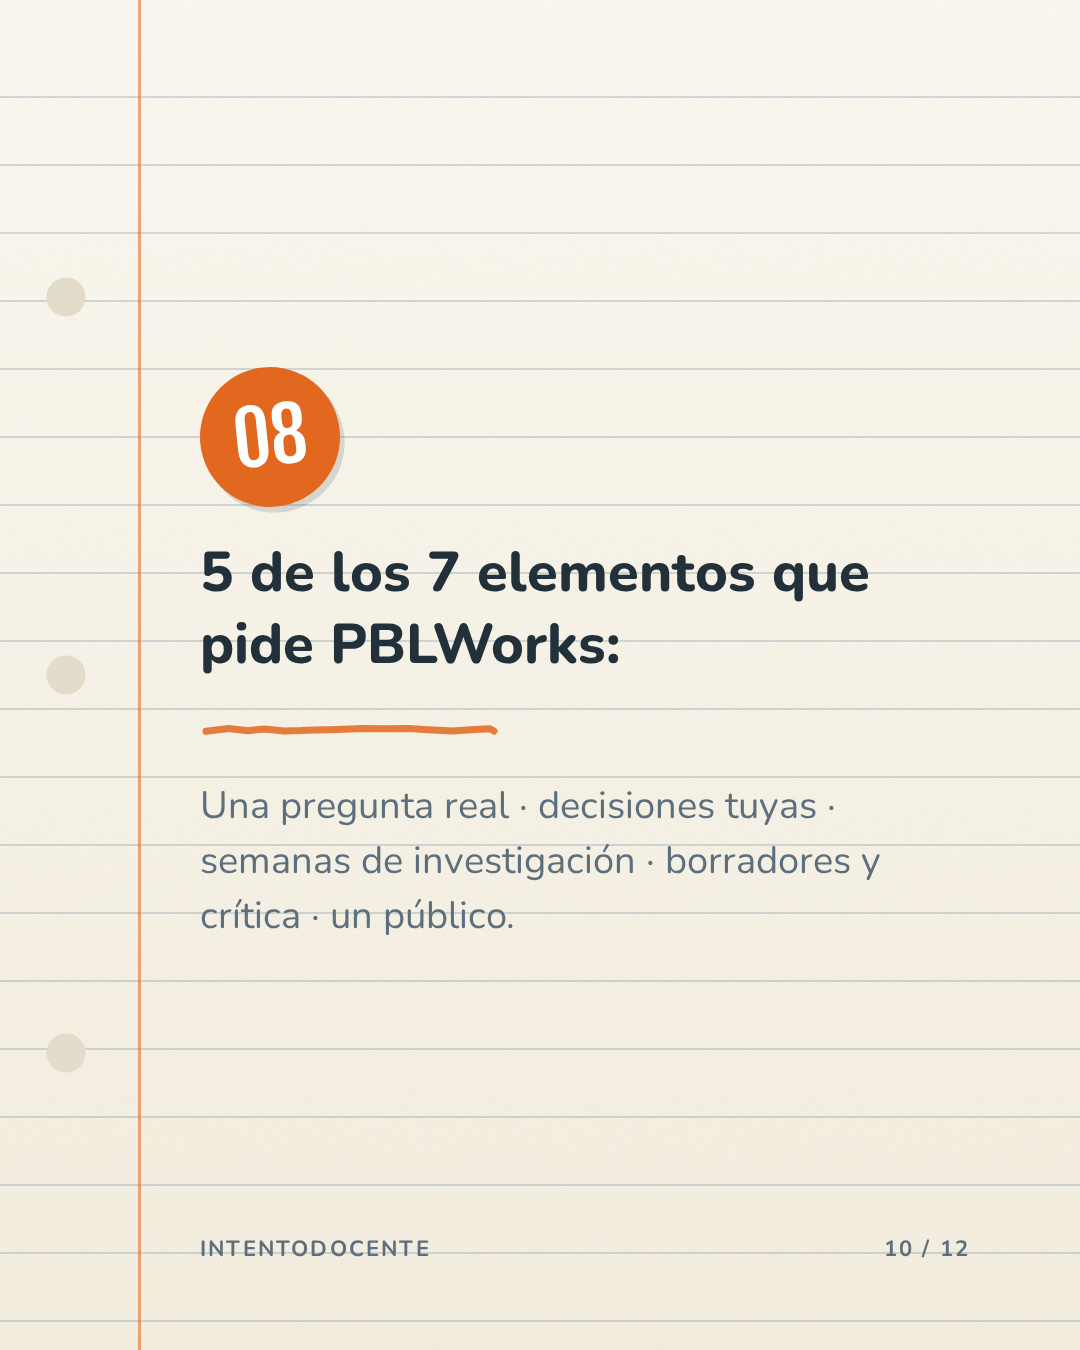 08
5 de los 7 elementos que
pide PBLWorks:
Una pregunta real · decisiones tuyas ·
semanas de investigación · borradores y
crítica · un público.
INTENTODOCENTE
10 / 12